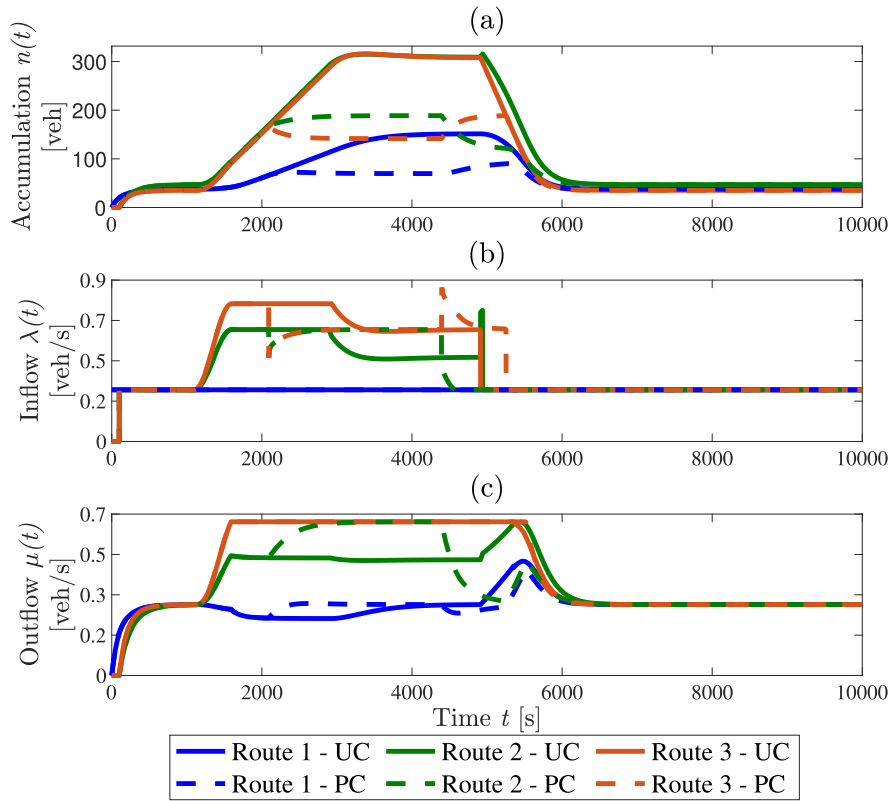 (a)
Accumulation n(t)
[veh]
300
200
100
0
0 2000 4000 6000 8000 10000
(b)
Inflow λ(t)
[veh/s]
0.9
0.7
0.5
0.2
0
0 2000 4000 6000 8000 10000
(c)
Outflow μ(t)
[veh/s]
0.7
0.5
0.3
0.2
0
0 2000 4000 6000 8000 10000
Time t [s]
Route 1 - UC Route 2 - UC Route 3 - UC
Route 1 - PC Route 2 - PC Route 3 - PC